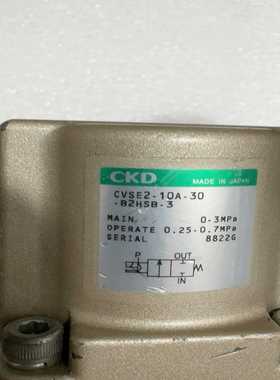 CKD
MADE IN JAPAN
CVSE2-10A-30
-B2HSB-3
MAIN 0-3MPa
OPERATE 0.25-0.7MPa
SERIAL 8822G
P OUT
IN